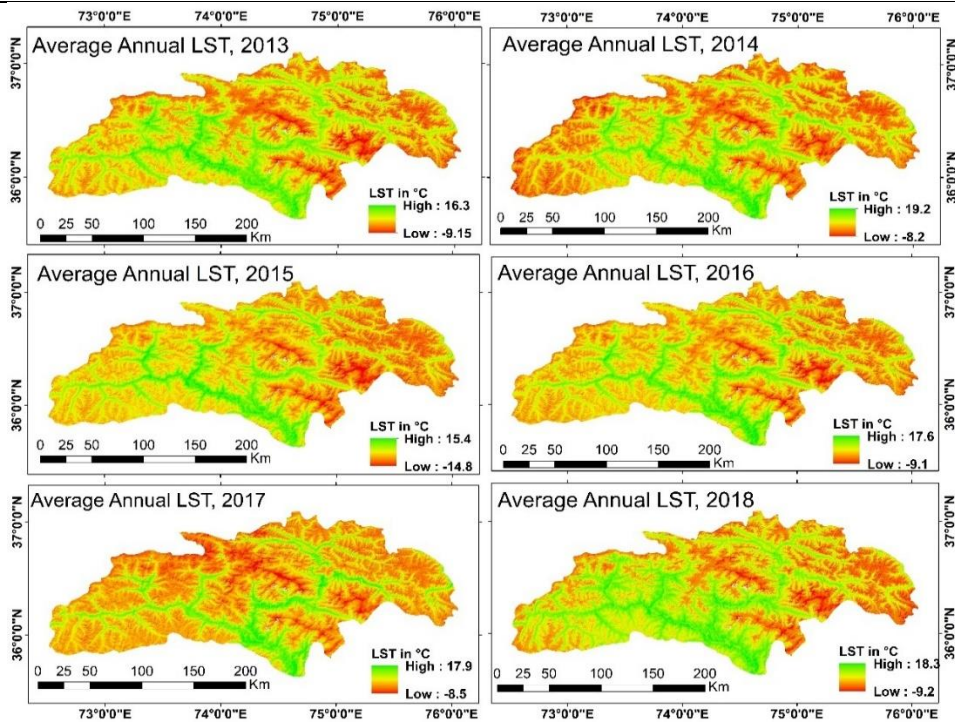 73°0'0"E 74°0'0"E 75°0'0"E 76°0'0"E 73°0'0"E 74°0'0"E 75°0'0"E 76°0'0"E
Average Annual LST, 2013
37°0'0"N
36°0'0"N
LST in °C
High : 16.3
Low : -9.15
0 25 50 100 150 200
Km
Average Annual LST, 2014
37°0'0"N
36°0'0"N
LST in °C
High : 19.2
Low : -8.2
0 25 50 100 150 200
Km
Average Annual LST, 2015
37°0'0"N
36°0'0"N
LST in °C
High : 15.4
Low : -14.8
0 25 50 100 150 200
Km
Average Annual LST, 2016
37°0'0"N
36°0'0"N
LST in °C
High : 17.6
Low : -9.1
0 25 50 100 150 200
Km
Average Annual LST, 2017
37°0'0"N
36°0'0"N
LST in °C
High : 17.9
Low : -8.5
0 25 50 100 150 200
Km
Average Annual LST, 2018
37°0'0"N
36°0'0"N
LST in °C
High : 18.3
Low : -9.2
0 25 50 100 150 200
Km
73°0'0"E 74°0'0"E 75°0'0"E 76°0'0"E 73°0'0"E 74°0'0"E 75°0'0"E 76°0'0"E